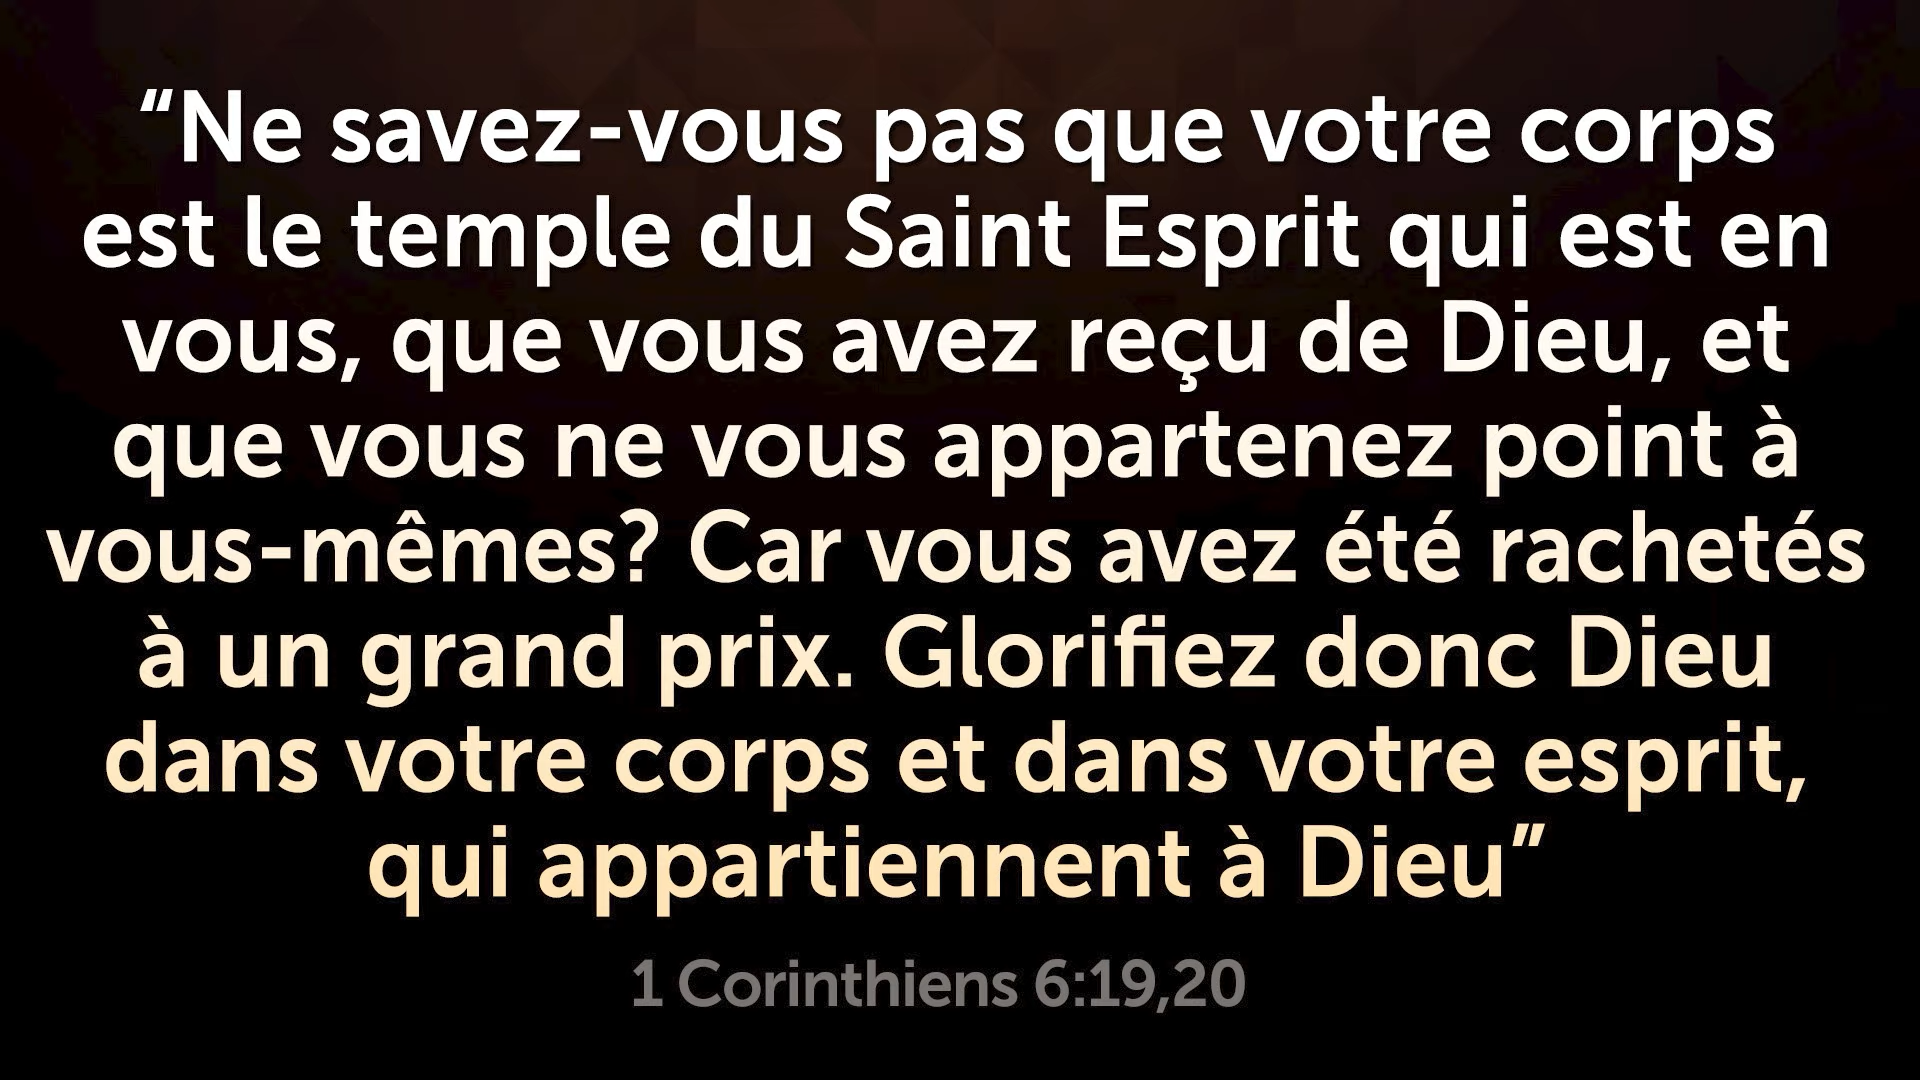 “Ne savez-vous pas que votre corps
est le temple du Saint Esprit qui est en
vous, que vous avez reçu de Dieu, et
que vous ne vous appartenez point à
vous-mêmes? Car vous avez été rachetés
à un grand prix. Glorifiez donc Dieu
dans votre corps et dans votre esprit,
qui appartiennent à Dieu”
1 Corinthiens 6:19,20